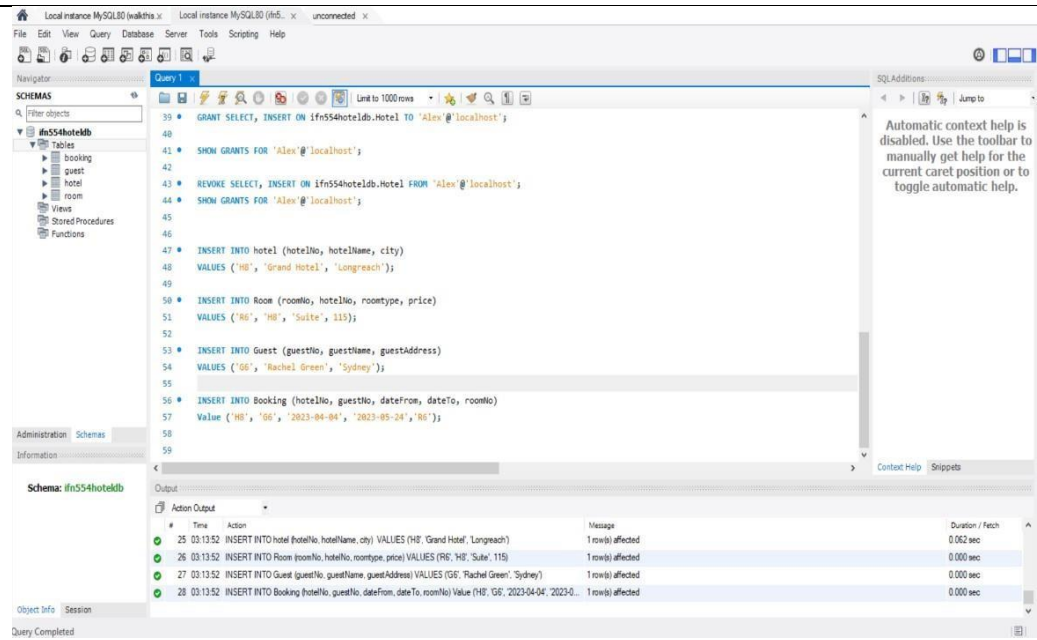 Local instance MySQL80 (walkthis x Local instance MySQL80 (ifn5... x unconnected x
File Edit View Query Database Server Tools Scripting Help
Navigator
Query 1 x
SQLAdditions
SCHEMAS
Limit to 1000 rows
Jump to
Filter objects
ifn554hoteldb
Tables
booking
guest
hotel
room
Views
Stored Procedures
Functions
39 GRANT SELECT, INSERT ON ifn554hoteldb.Hotel TO 'Alex'@'localhost';
40
41 SHOW GRANTS FOR 'Alex'@'localhost';
42
43 REVOKE SELECT, INSERT ON ifn554hoteldb.Hotel FROM 'Alex'@'localhost';
44 SHOW GRANTS FOR 'Alex'@'localhost';
45
46
47 INSERT INTO hotel (hotelNo, hotelName, city)
48 VALUES ('H8', 'Grand Hotel', 'Longreach');
49
50 INSERT INTO Room (roomNo, hotelNo, roomtype, price)
51 VALUES ('R6', 'H8', 'Suite', 115);
52
53 INSERT INTO Guest (guestNo, guestName, guestAddress)
54 VALUES ('G6', 'Rachel Green', 'Sydney');
55
56 INSERT INTO Booking (hotelNo, guestNo, dateFrom, dateTo, roomNo)
57 Value ('H8', 'G6', '2023-04-04', '2023-05-24','R6');
58
59
Automatic context help is
disabled. Use the toolbar to
manually get help for the
current caret position or to
toggle automatic help.
Administration Schemas
Information
Context Help Snippets
Schema: ifn554hoteldb
Output
Action Output
# Time Action Message Duration / Fetch
25 03:13:52 INSERT INTO hotel (hotelNo, hotelName, city) VALUES ('H8', 'Grand Hotel', 'Longreach') 1 row(s) affected 0.062 sec
26 03:13:52 INSERT INTO Room (roomNo, hotelNo, roomtype, price) VALUES ('R6', 'H8', 'Suite', 115) 1 row(s) affected 0.000 sec
27 03:13:52 INSERT INTO Guest (guestNo, guestName, guestAddress) VALUES ('G6', 'Rachel Green', 'Sydney') 1 row(s) affected 0.000 sec
28 03:13:52 INSERT INTO Booking (hotelNo, guestNo, dateFrom, dateTo, roomNo) Value ('H8', 'G6', '2023-04-04', '2023-0... 1 row(s) affected 0.000 sec
Object Info Session
Query Completed